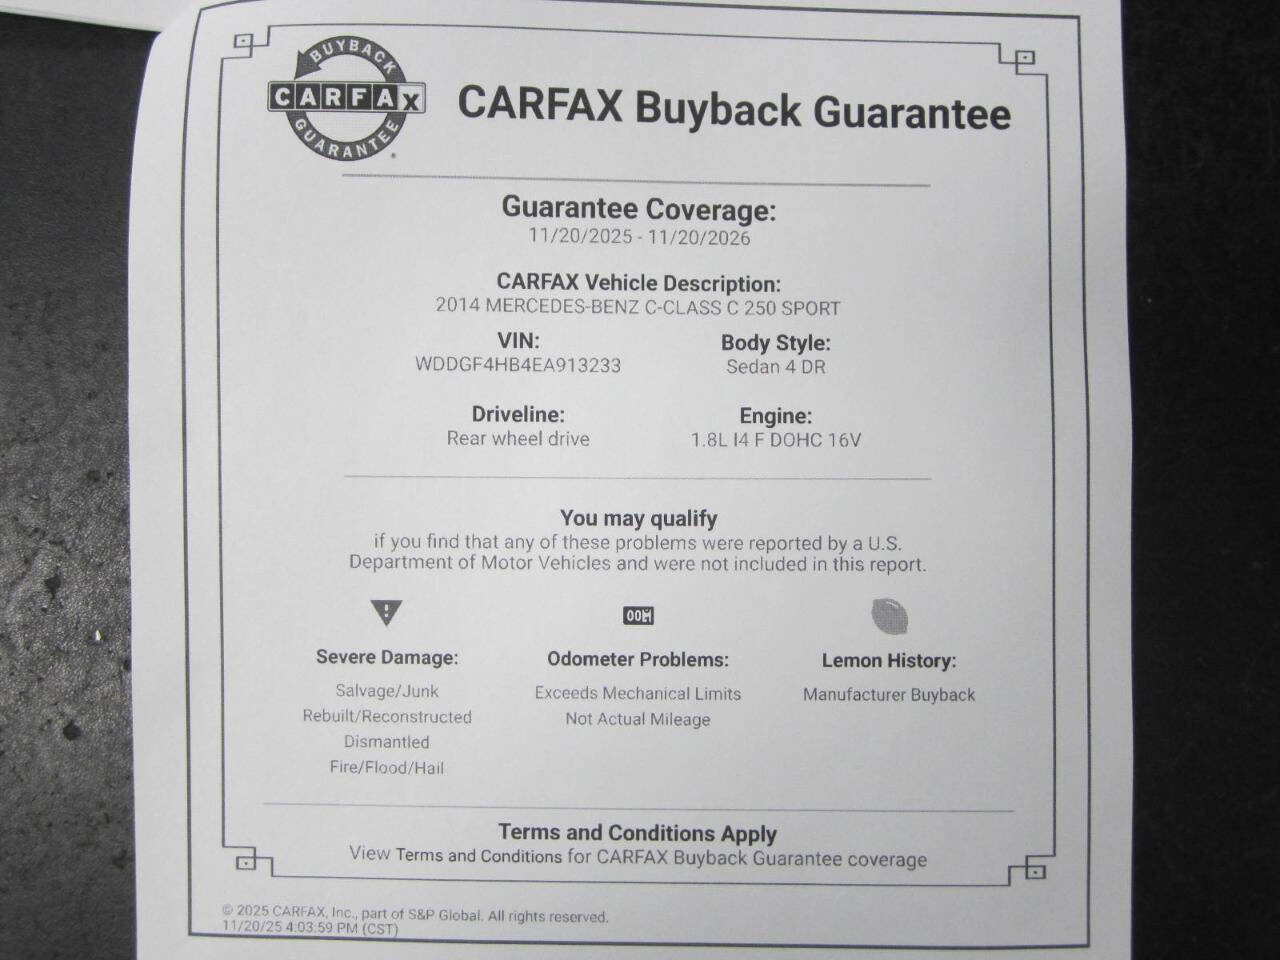 BUYBACK
CARFAX
GUARANTEE
CARFAX Buyback Guarantee
Guarantee Coverage:
11/20/2025 - 11/20/2026
CARFAX Vehicle Description:
2014 MERCEDES-BENZ C-CLASS C 250 SPORT
VIN: Body Style:
WDDGF4HB4EA913233 Sedan 4 DR
Driveline: Engine:
Rear wheel drive 1.8L I4 F DOHC 16V
You may qualify
if you find that any of these problems were reported by a U.S.
Department of Motor Vehicles and were not included in this report.
Severe Damage: Odometer Problems: Lemon History:
Salvage/Junk Exceeds Mechanical Limits Manufacturer Buyback
Rebuilt/Reconstructed Not Actual Mileage
Dismantled
Fire/Flood/Hail
Terms and Conditions Apply
View Terms and Conditions for CARFAX Buyback Guarantee coverage
© 2025 CARFAX, Inc., part of S&P Global. All rights reserved.
11/20/25 4:03:59 PM (CST)